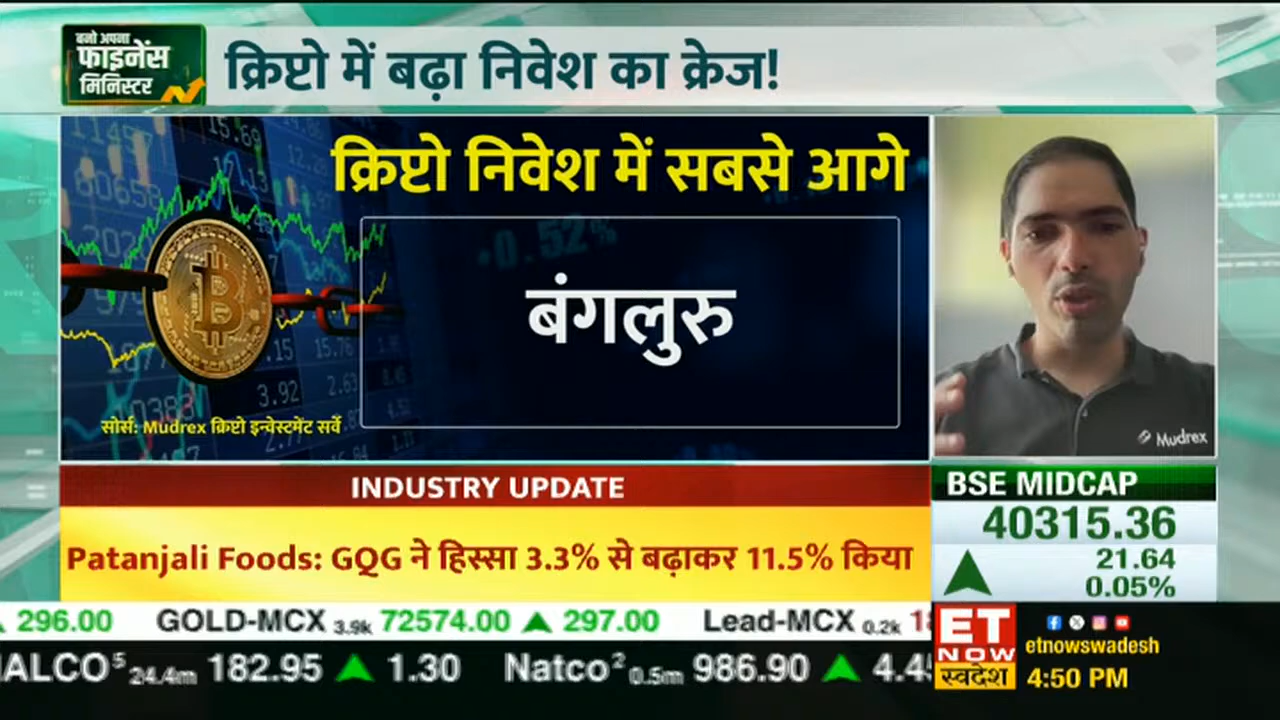 बनो अपना
फाइनेंस
मिनिस्टर
क्रिप्टो में बढ़ा निवेश का क्रेज!
क्रिप्टो निवेश में सबसे आगे
बंगलुरु
सोर्स: Mudrex क्रिप्टो इन्वेस्टमेंट सर्वे
Mudrex
INDUSTRY UPDATE
Patanjali Foods: GQG ने हिस्सा 3.3% से बढ़ाकर 11.5% किया
BSE MIDCAP
40315.36
21.64
0.05%
296.00 GOLD-MCX 3.9k 72574.00 297.00 Lead-MCX 0.2k
ALCO 5 24.4m 182.95 1.30 Natco 2 0.5m 986.90
ET
NOW
स्वदेश
etnowswadesh
4:50 PM